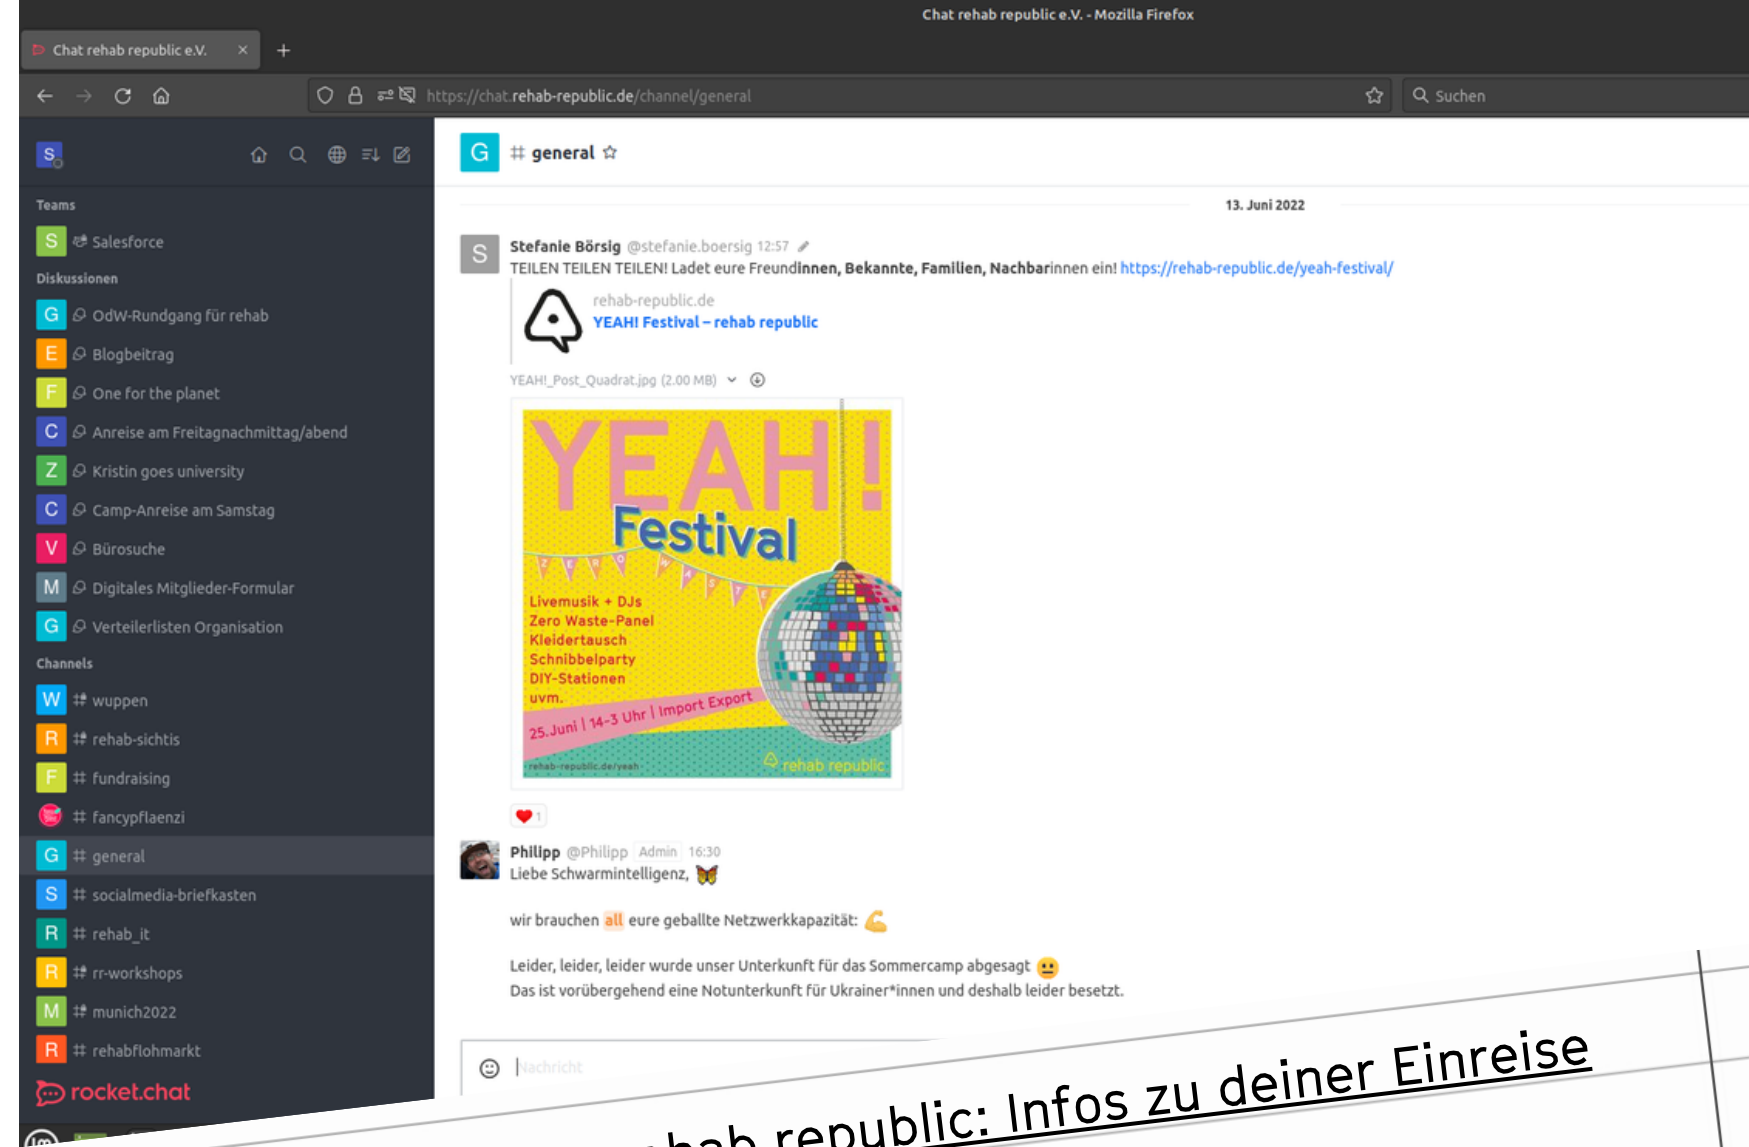 Chat rehab republic e.V. - Mozilla Firefox
Chat rehab republic e.V.
https://chat.rehab-republic.de/channel/general
Suchen
S
Teams
S Salesforce
Diskussionen
G OdW-Rundgang für rehab
E Blogbeitrag
F One for the planet
C Anreise am Freitagnachmittag/abend
Z Kristin goes university
C Camp-Anreise am Samstag
V Bürosuche
M Digitales Mitglieder-Formular
G Verteilerlisten Organisation
Channels
W wuppen
R rehab-sichtis
F # fundraising
# fancypflaenzi
G # general
S # socialmedia-briefkasten
R # rehab_it
R rr-workshops
M munich2022
R # rehabflohmarkt
rocket.chat
G # general
13. Juni 2022
S
Stefanie Börsig @stefanie.boersig 12:57
TEILEN TEILEN TEILEN! Ladet eure Freundinnen, Bekannte, Familien, Nachbarinnen ein! https://rehab-republic.de/yeah-festival/
rehab-republic.de
YEAH! Festival – rehab republic
YEAH!_Post_Quadrat.jpg (2.00 MB)
YEAH!
Festival
ZERO WASTE
Livemusik + DJs
Zero Waste-Panel
Kleidertausch
Schnibbelparty
DIY-Stationen
uvm.
25.Juni | 14-3 Uhr | Import Export
rehab-republic.de/yeah
rehab republic
1
Philipp @Philipp Admin 16:30
Liebe Schwarmintelligenz,
wir brauchen all eure geballte Netzwerkkapazität:
Leider, leider, leider wurde unser Unterkunft für das Sommercamp abgesagt
Das ist vorübergehend eine Notunterkunft für Ukrainer*innen und deshalb leider besetzt.
Nachricht
republic: Infos zu deiner Einreise